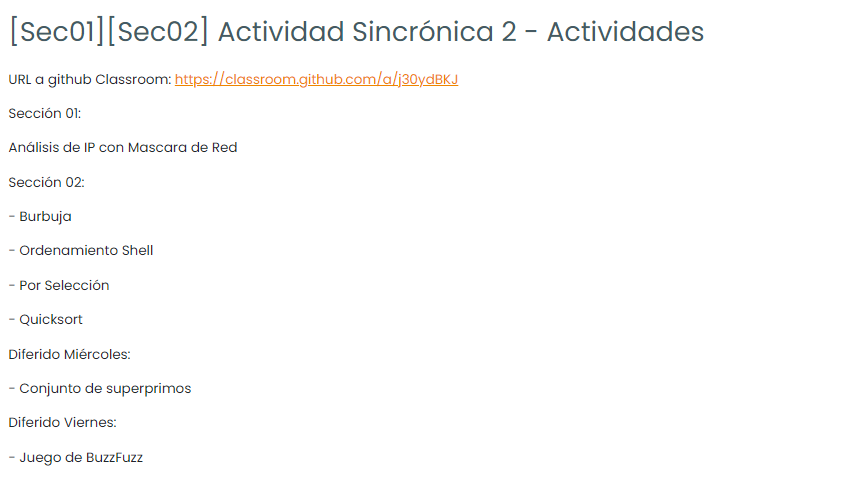 [Sec01][Sec02] Actividad Sincrónica 2 - Actividades
URL a github Classroom: https://classroom.github.com/a/j30ydBKJ
Sección 01:
Análisis de IP con Mascara de Red
Sección 02:
- Burbuja
- Ordenamiento Shell
- Por Selección
- Quicksort
Diferido Miércoles:
- Conjunto de superprimos
Diferido Viernes:
- Juego de BuzzFuzz